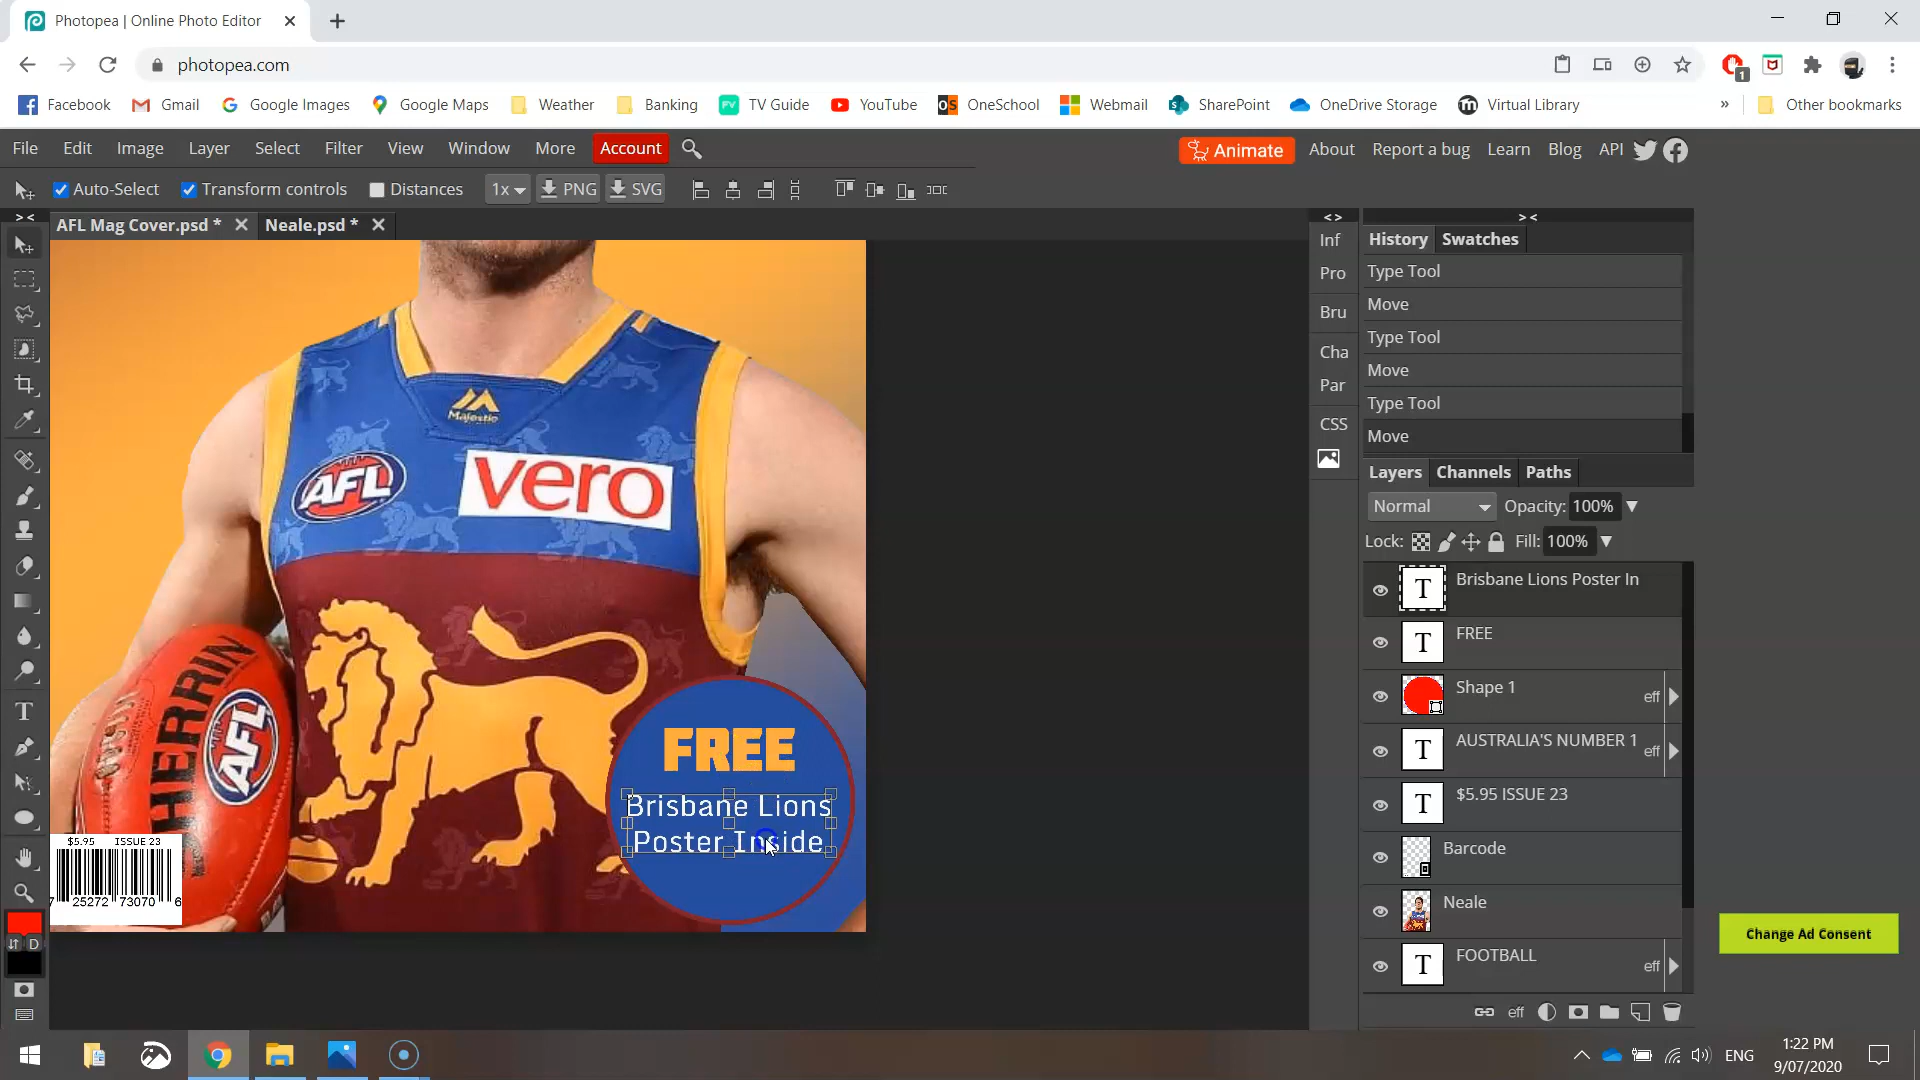 Photopea | Online Photo Editor
photopea.com
Facebook Gmail Google Images Google Maps Weather Banking TV Guide YouTube OneSchool Webmail SharePoint OneDrive Storage Virtual Library » Other bookmarks
File Edit Image Layer Select Filter View Window More Account Animate About Report a bug Learn Blog API
Auto-Select Transform controls Distances 1x PNG SVG
AFL Mag Cover.psd * Neale.psd *
Inf
Pro
Bru
Cha
Par
CSS
History Swatches
Type Tool
Move
Type Tool
Move
Type Tool
Move
Layers Channels Paths
Normal Opacity: 100%
Lock: Fill: 100%
Brisbane Lions Poster In
FREE
Shape 1 eff
AUSTRALIA'S NUMBER 1 eff
$5.95 ISSUE 23
Barcode
Neale
FOOTBALL eff
eff
Majestic
AFL
vero
SHERRIN
AFL
FREE
Brisbane Lions
Poster Inside
$5.95 ISSUE 23
7 25272 73070 6
D
Change Ad Consent
ENG
1:22 PM
9/07/2020